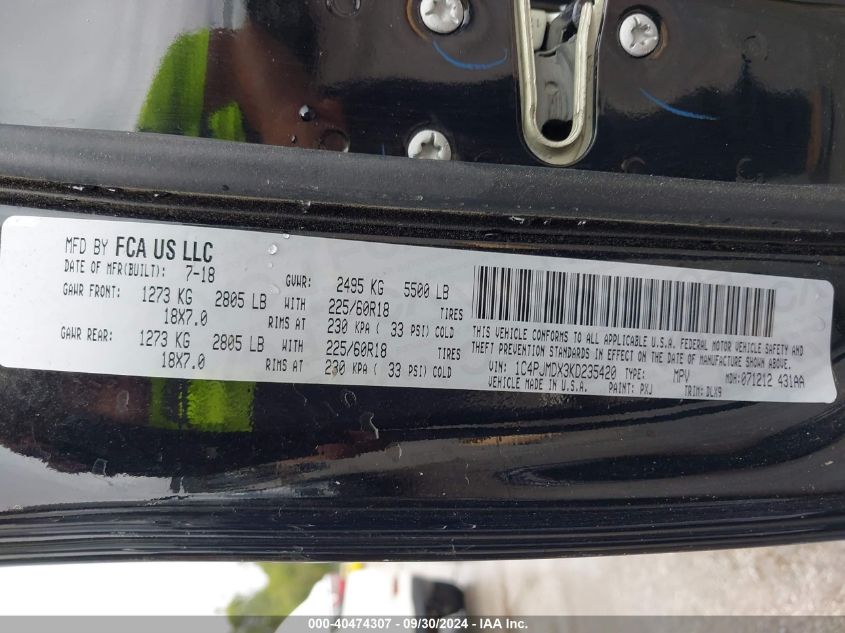 MFD BY FCA US LLC
DATE OF MFR(BUILT): 7-18 GVWR: 2495 KG 5500 LB
GAWR FRONT: 1273 KG 2805 LB WITH 225/60R18 TIRES
18X7.0 RIMS AT 230 KPA ( 33 PSI) COLD
GAWR REAR: 1273 KG 2805 LB WITH 225/60R18 TIRES
18X7.0 RIMS AT 230 KPA ( 33 PSI) COLD
THIS VEHICLE CONFORMS TO ALL APPLICABLE U.S.A. FEDERAL MOTOR VEHICLE SAFETY AND
THEFT PREVENTION STANDARDS IN EFFECT ON THE DATE OF MANUFACTURE SHOWN ABOVE.
VIN: 1C4PJMDX3KD235420 TYPE: MPV MDH: 071212 431AA
VEHICLE MADE IN U.S.A. PAINT: PXJ TRIM: DLX9
000-40474307 - 09/30/2024 - IAA Inc.